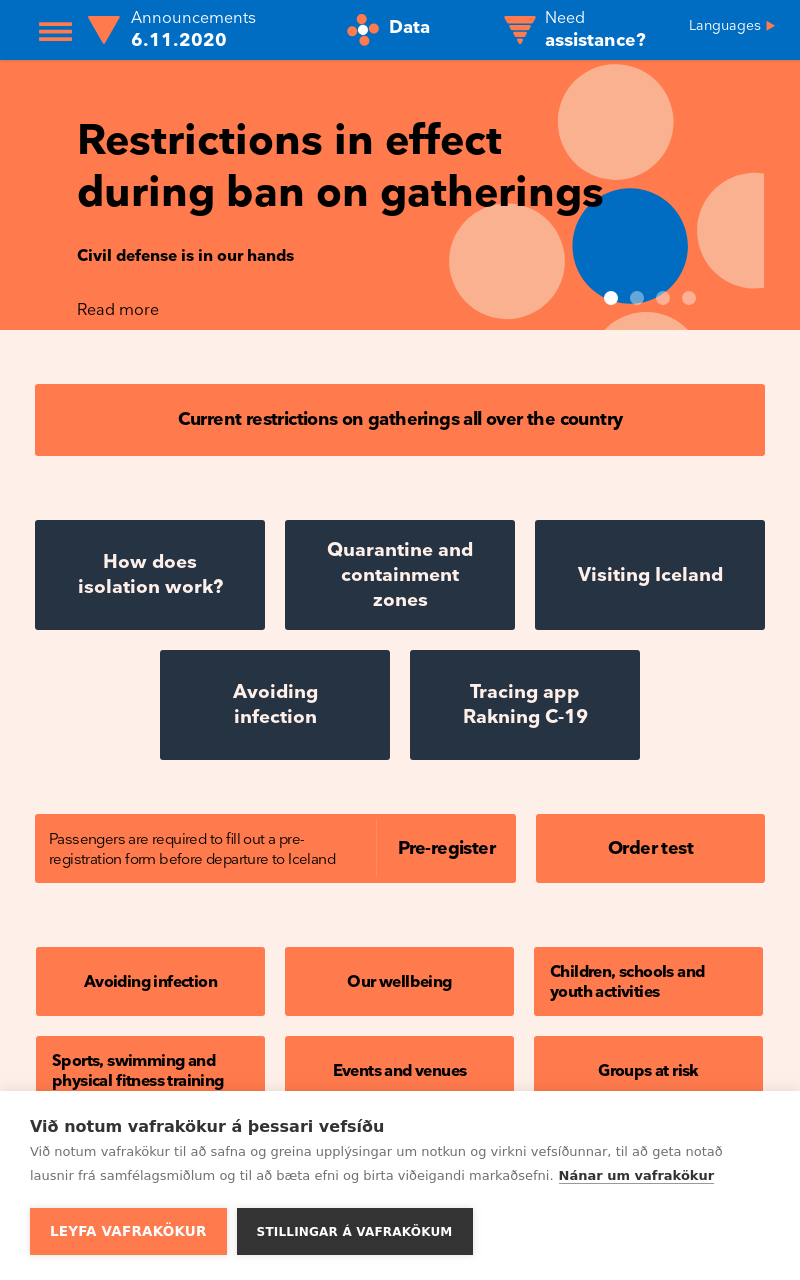 Announcements
6.11.2020
Data
Need
assistance?
Languages
Restrictions in effect
during ban on gatherings
Civil defense is in our hands
Read more
Current restrictions on gatherings all over the country
How does
isolation work?
Quarantine and
containment
zones
Visiting Iceland
Avoiding
infection
Tracing app
Rakning C-19
Passengers are required to fill out a pre-
registration form before departure to Iceland
Pre-register
Order test
Avoiding infection
Our wellbeing
Children, schools and
youth activities
Sports, swimming and
physical fitness training
Events and venues
Groups at risk
Við notum vafrakökur á þessari vefsíðu
Við notum vafrakökur til að safna og greina upplýsingar um notkun og virkni vefsíðunnar, til að geta notað
lausnir frá samfélagsmiðlum og til að bæta efni og birta viðeigandi markaðsefni. Nánar um vafrakökur
LEYFA VAFRAKÖKUR
STILLINGAR Á VAFRAKÖKUM